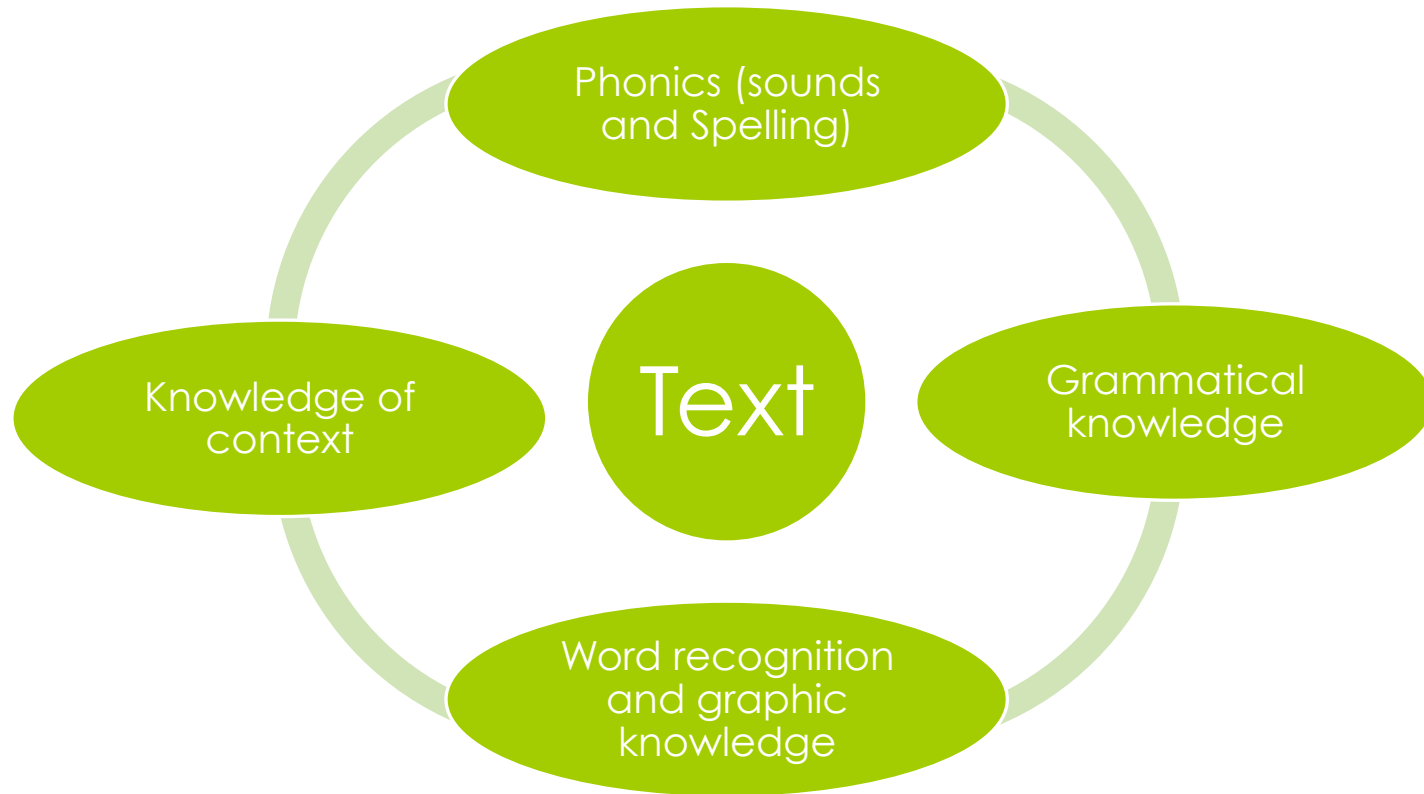 Phonics (sounds
and Spelling)
Knowledge of
context
Text
Grammatical
knowledge
Word recognition
and graphic
knowledge